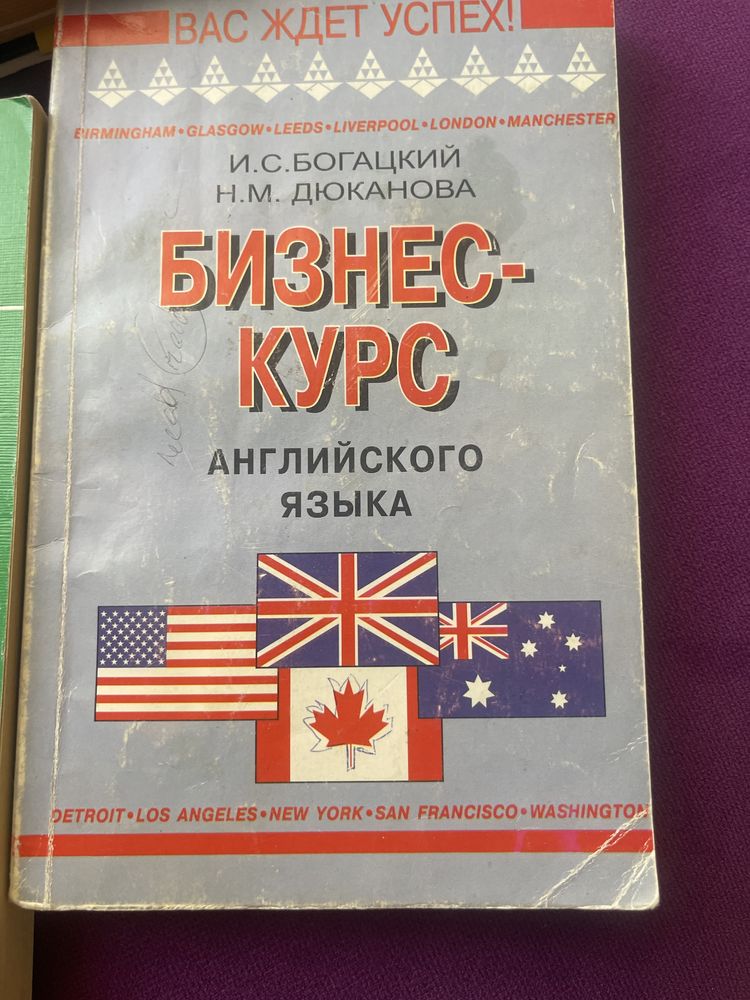 ВАС ЖДЕТ УСПЕХ!
BIRMINGHAM•GLASGOW•LEEDS•LIVERPOOL•LONDON•MANCHESTER
И.С.БОГАЦКИЙ
Н.М. ДЮКАНОВА
БИЗНЕС-
КУРС
АНГЛИЙСКОГО
ЯЗЫКА
DETROIT•LOS ANGELES•NEW YORK•SAN FRANCISCO•WASHINGTON